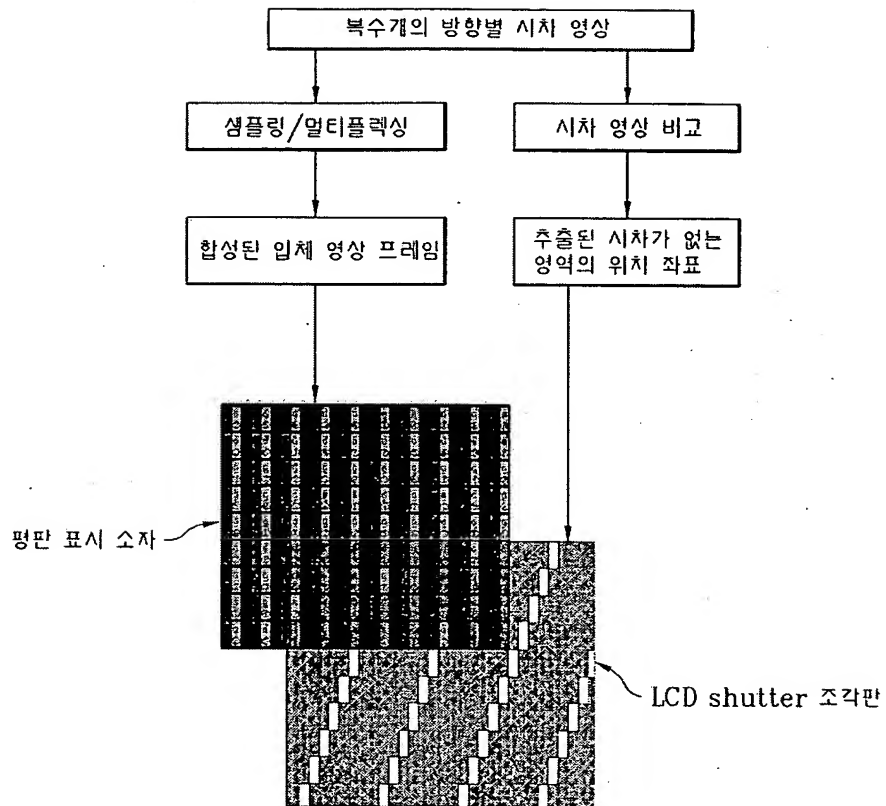 복수개의 방향별 시차 영상
샘플링/멀티플렉싱
시차 영상 비교
합성된 입체 영상 프레임
추출된 시차가 없는
영역의 위치 좌표
평판 표시 소자
LCD shutter 조각판